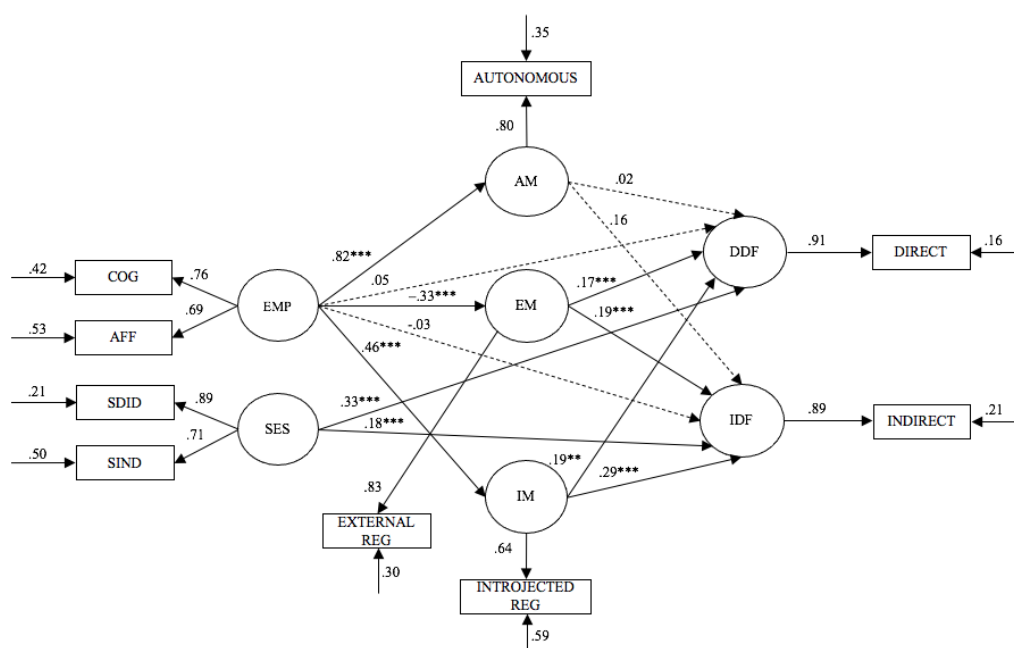 .35
AUTONOMOUS
.80
AM
.02
.16
DDF
.91
DIRECT
.16
.42
COG
.76
.82***
.05
.17***
EMP
−.33***
EM
.69
-.03
.19***
.53
AFF
.46***
.21
SDID
.89
.33***
SES
.18***
IDF
.89
INDIRECT
.21
.71
.50
SIND
.19**
.29***
.83
IM
EXTERNAL
REG
.64
.30
INTROJECTED
REG
.59